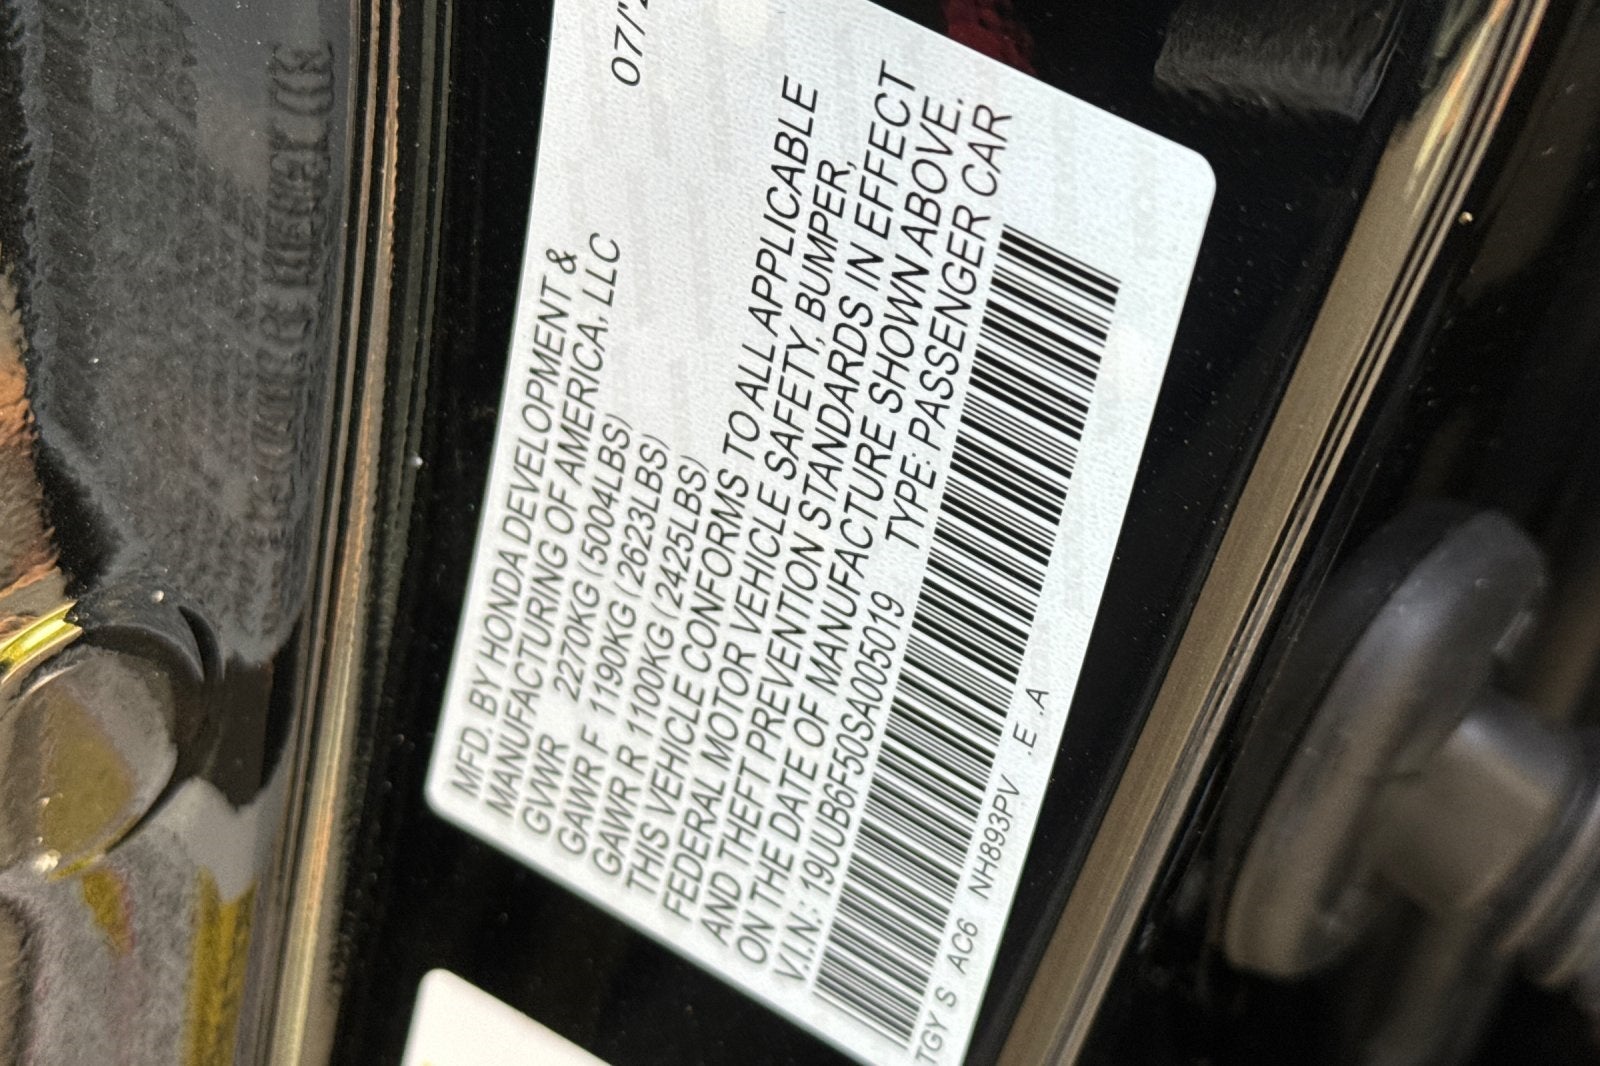 07/'2
MFD. BY HONDA DEVELOPMENT &
MANUFACTURING OF AMERICA, LLC
GVWR 2270KG (5004LBS)
GAWR F 1190KG (2623LBS)
GAWR R 1100KG (2425LBS)
THIS VEHICLE CONFORMS TO ALL APPLICABLE
FEDERAL MOTOR VEHICLE SAFETY, BUMPER,
AND THEFT PREVENTION STANDARDS IN EFFECT
ON THE DATE OF MANUFACTURE SHOWN ABOVE.
V.I.N.: 19UUB6F50SA005019 TYPE: PASSENGER CAR
TGY S AC6 NH893PV .E .A